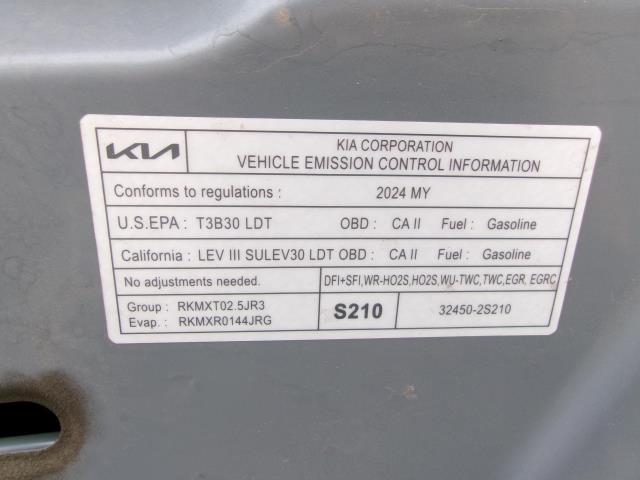 KIA
KIA CORPORATION
VEHICLE EMISSION CONTROL INFORMATION
Conforms to regulations : 2024 MY
U.S.EPA : T3B30 LDT OBD : CA II Fuel : Gasoline
California : LEV III SULEV30 LDT OBD : CA II Fuel : Gasoline
No adjustments needed. DFI+SFI,WR-HO2S,HO2S,WU-TWC,TWC,EGR, EGRC
Group : RKMXT02.5JR3
Evap. : RKMXR0144JRG
S210
32450-2S210